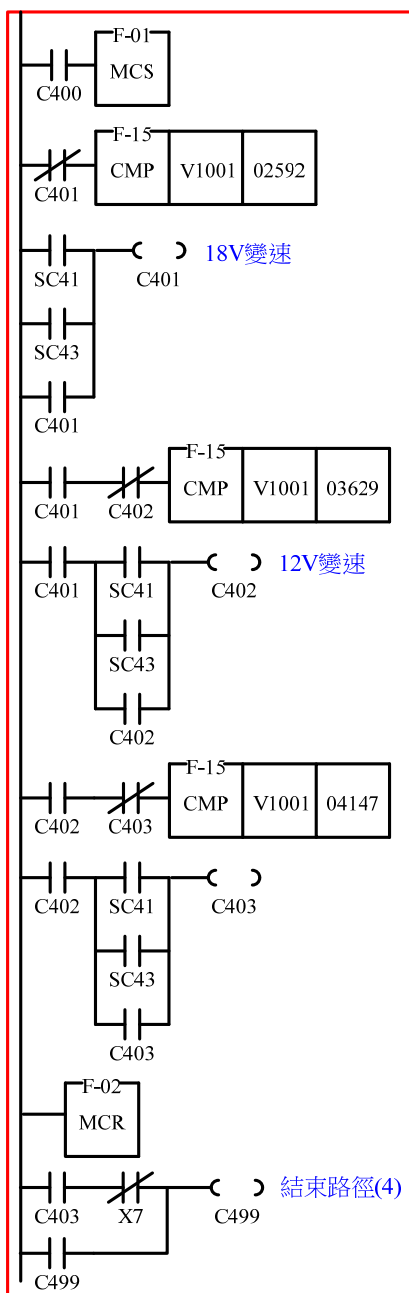 F-01
MCS
C400
F-15
CMP V1001 02592
C401
SC41 C401 18V變速
SC43
C401
F-15
CMP V1001 03629
C401 C402
C401 SC41 C402 12V變速
SC43
C402
F-15
CMP V1001 04147
C402 C403
C402 SC41 C403
SC43
C403
F-02
MCR
C403 X7 C499 結束路徑(4)
C499